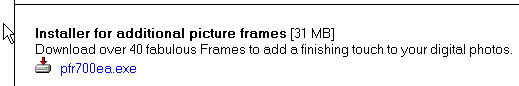 Installer for additional picture frames [31 MB]
Download over 40 fabulous Frames to add a finishing touch to your digital photos.
pfr700ea.exe